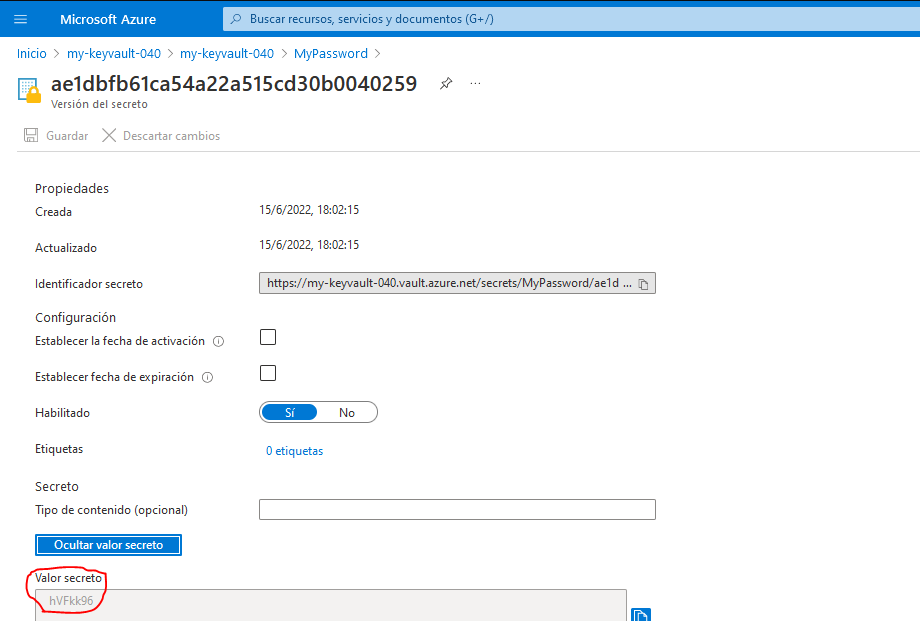 Microsoft Azure
Buscar recursos, servicios y documentos (G+/)
Inicio > my-keyvault-040 > my-keyvault-040 > MyPassword >
ae1dbfb61ca54a22a515cd30b0040259
...
Versión del secreto
Guardar Descartar cambios
Propiedades
Creada 15/6/2022, 18:02:15
Actualizado 15/6/2022, 18:02:15
Identificador secreto https://my-keyvault-040.vault.azure.net/secrets/MyPassword/ae1d ...
Configuración
Establecer la fecha de activación
Establecer fecha de expiración
Habilitado Sí No
Etiquetas 0 etiquetas
Secreto
Tipo de contenido (opcional)
Ocultar valor secreto
Valor secreto
hVFkk96